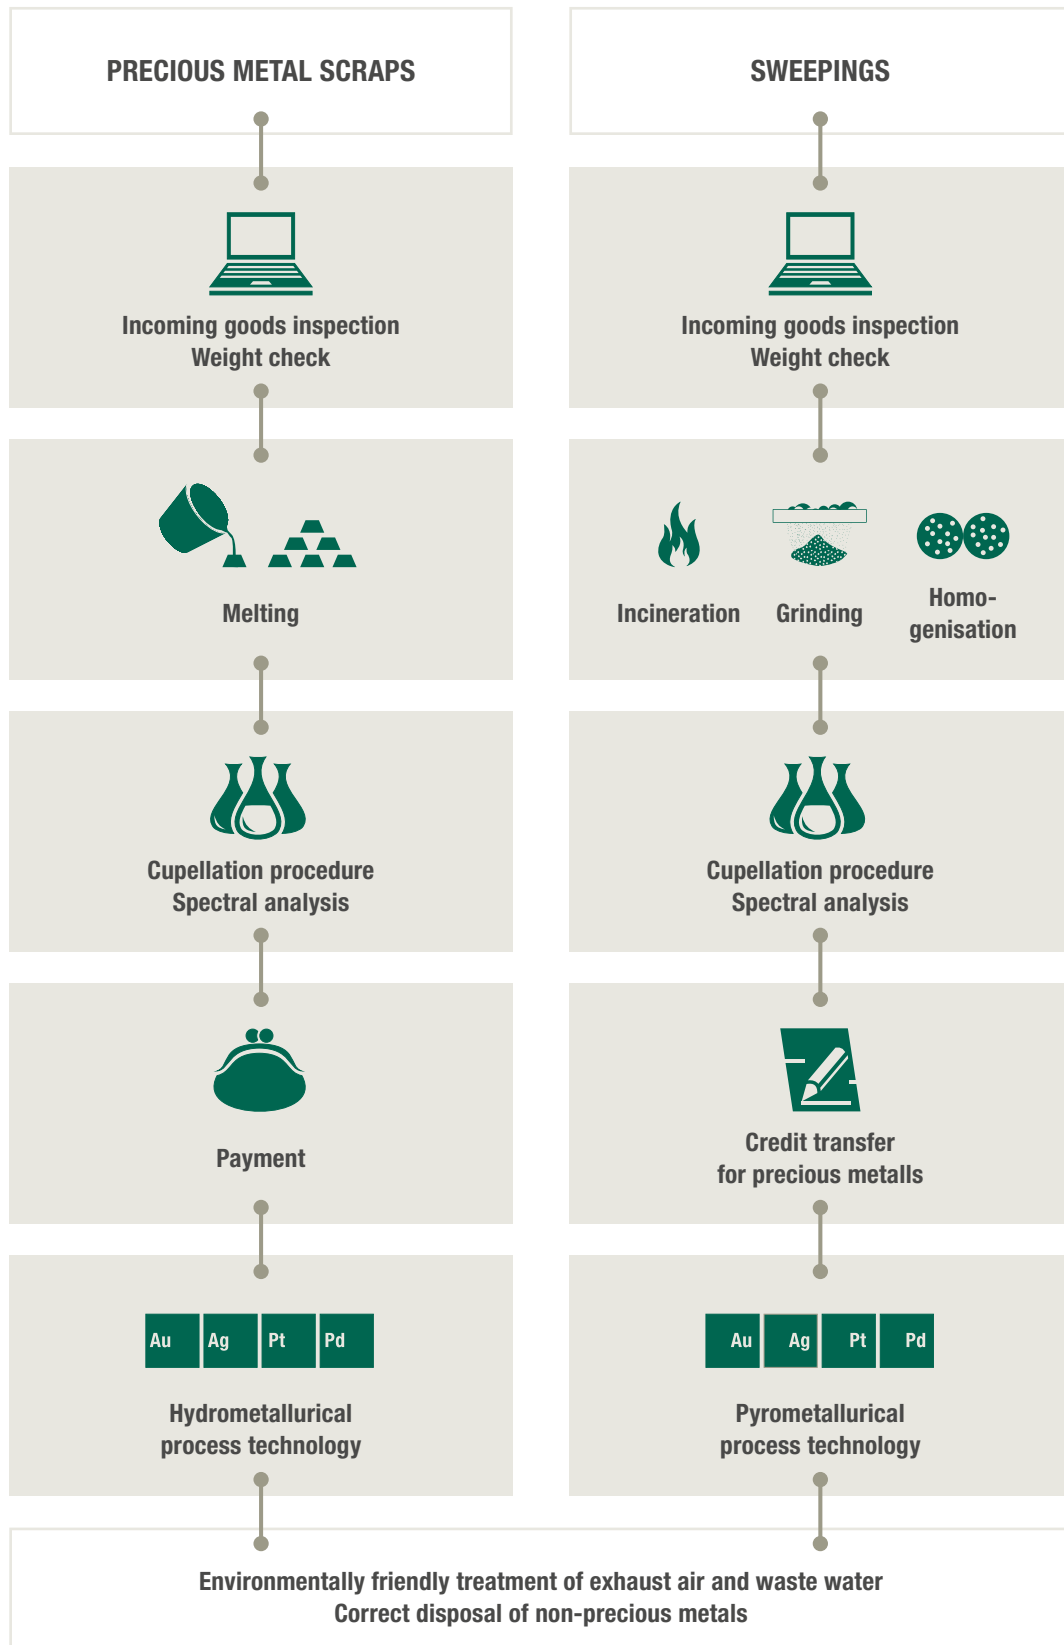 PRECIOUS METAL SCRAPS
Incoming goods inspection
Weight check
Melting
Cupellation procedure
Spectral analysis
Payment
Au Ag Pt Pd
Hydrometallurical
process technology
SWEEPINGS
Incoming goods inspection
Weight check
Incineration
Grinding
Homo-
genisation
Cupellation procedure
Spectral analysis
Credit transfer
for precious metalls
Au Ag Pt Pd
Pyrometallurical
process technology
Environmentally friendly treatment of exhaust air and waste water
Correct disposal of non-precious metals